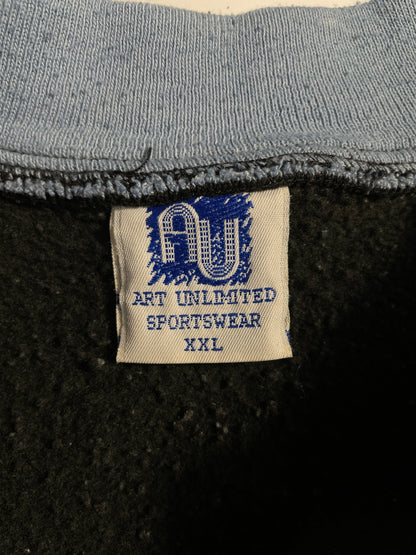 AU
ART UNLIMITED
SPORTSWEAR
XXL